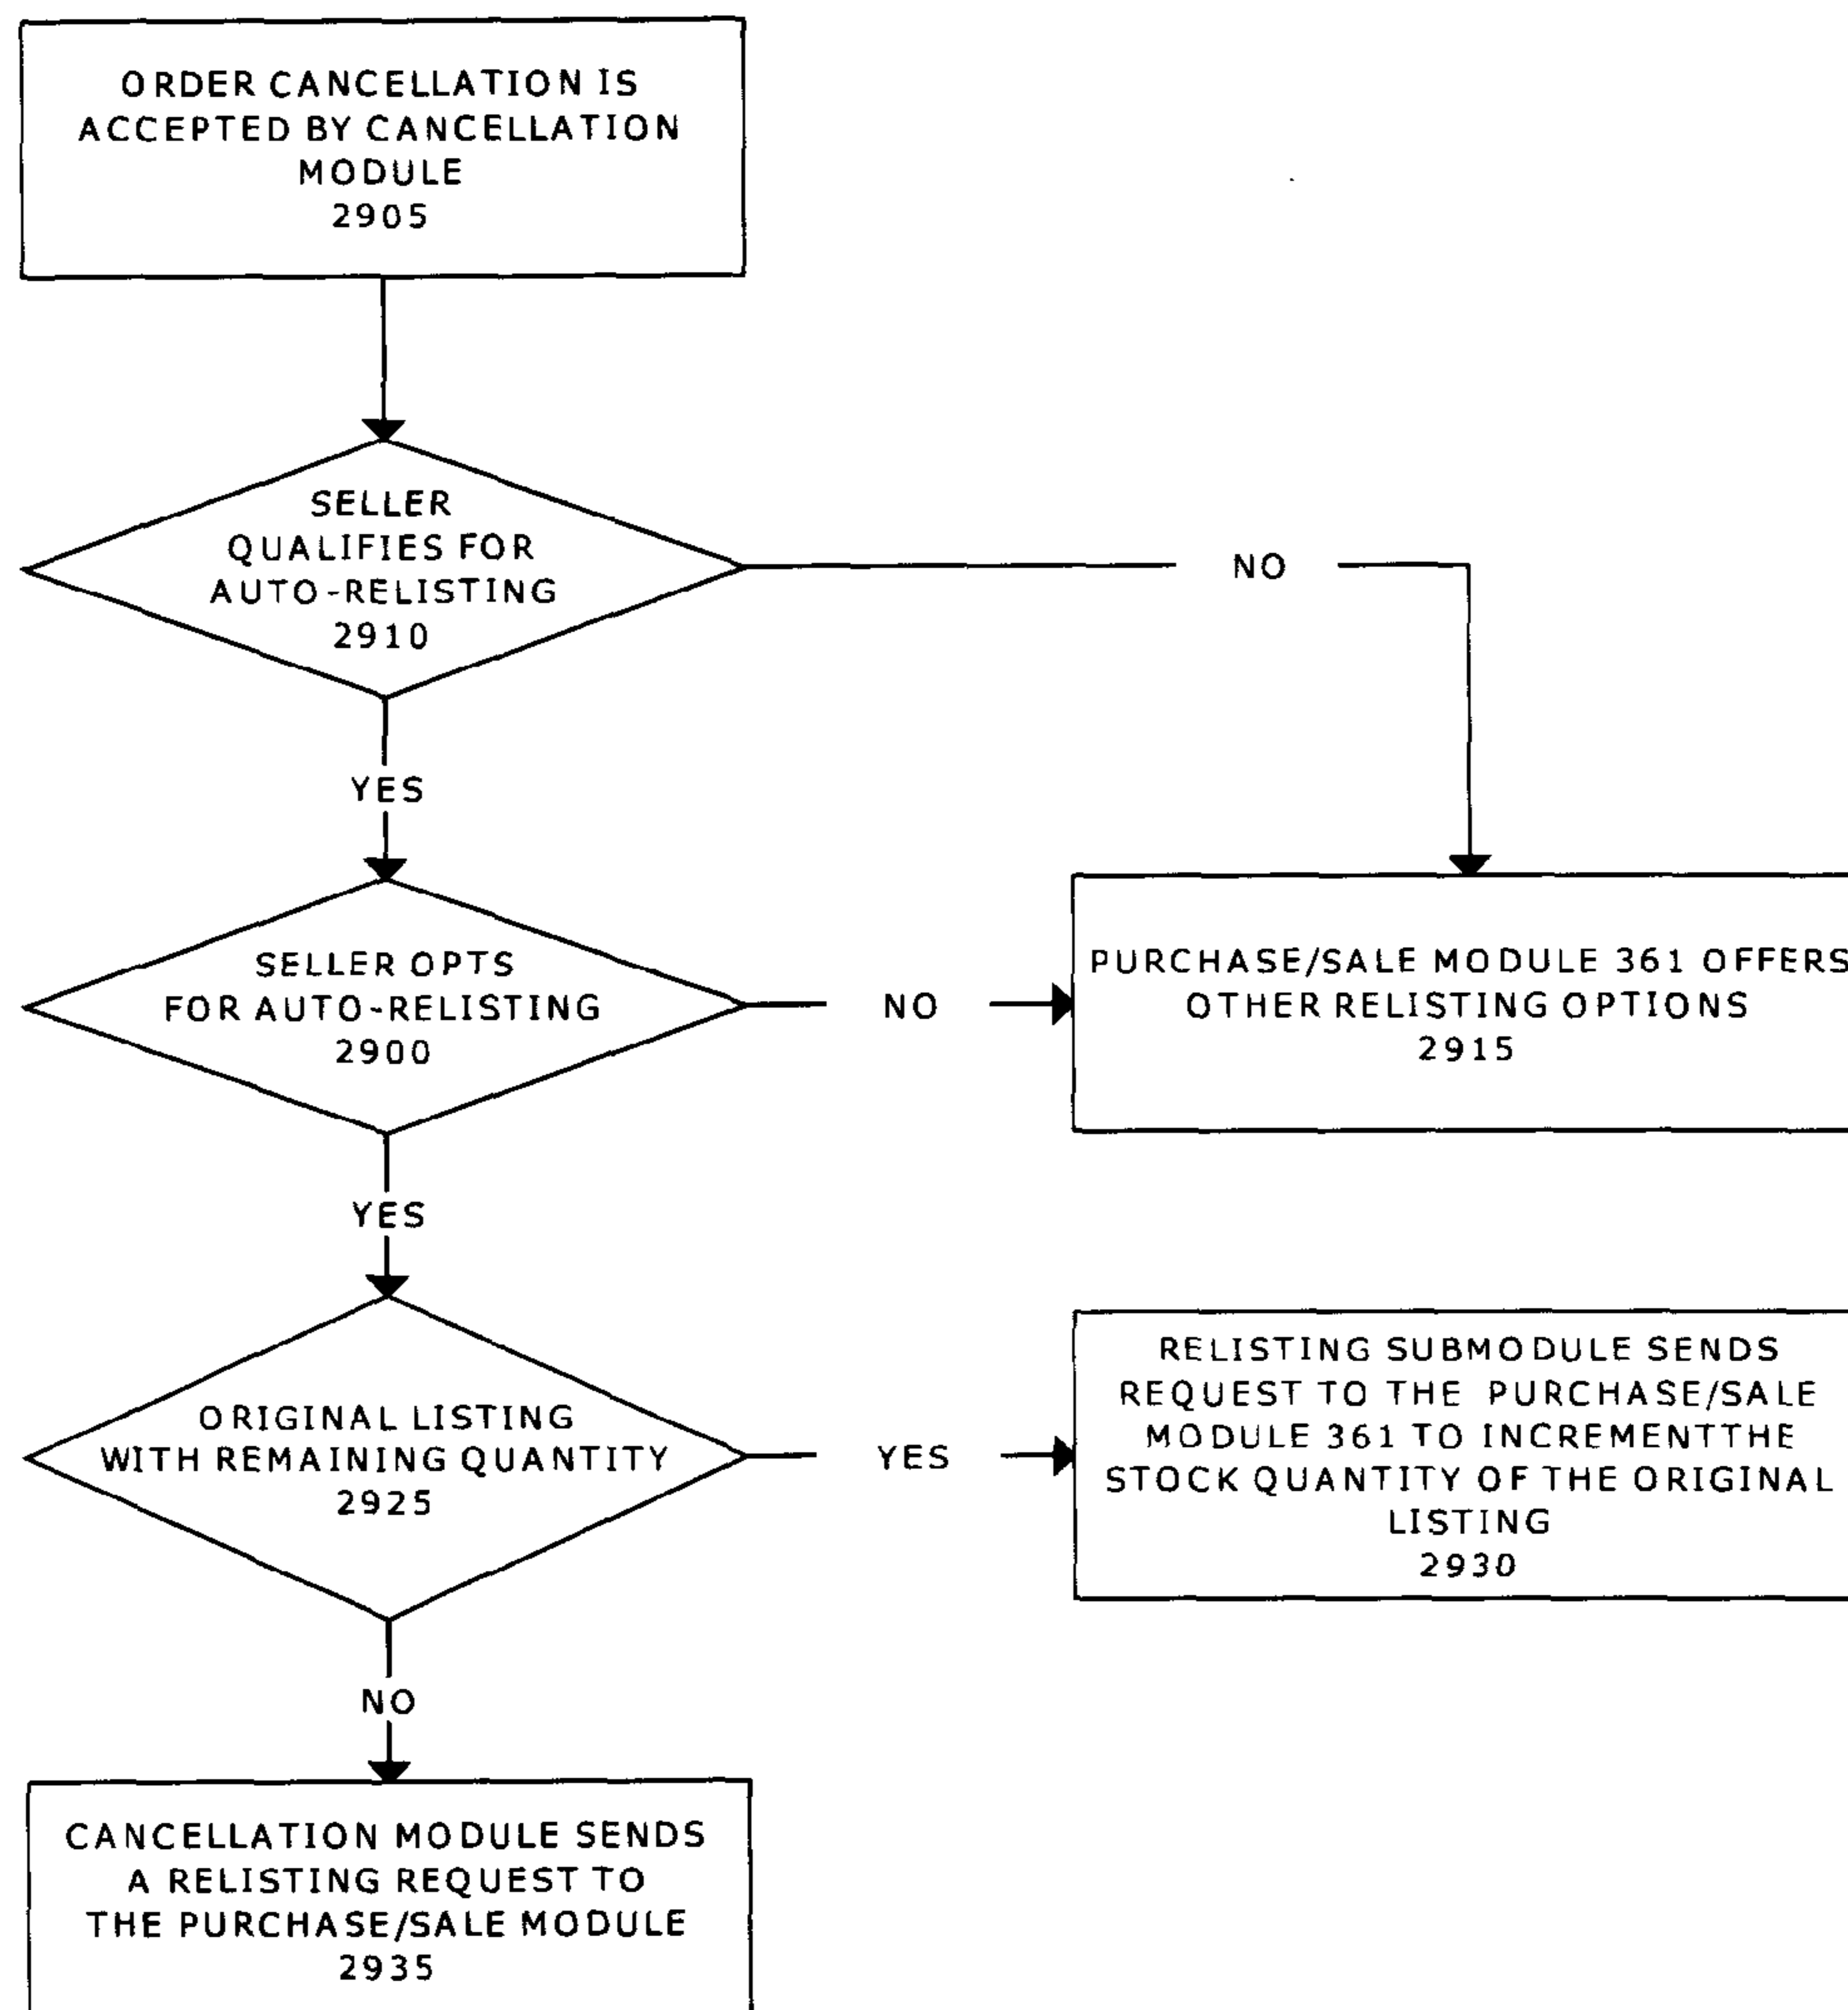 ORDER CANCELLATION IS
ACCEPTED BY CANCELLATION
MODULE
2905
SELLER
QUALIFIES FOR
AUTO-RELISTING
2910
NO
YES
SELLER OPTS
FOR AUTO-RELISTING
2900
NO
PURCHASE/SALE MODULE 361 OFFERS
OTHER RELISTING OPTIONS
2915
YES
ORIGINAL LISTING
WITH REMAINING QUANTITY
2925
YES
RELISTING SUBMODULE SENDS
REQUEST TO THE PURCHASE/SALE
MODULE 361 TO INCREMENTTHE
STOCK QUANTITY OF THE ORIGINAL
LISTING
2930
NO
CANCELLATION MODULE SENDS
A RELISTING REQUEST TO
THE PURCHASE/SALE MODULE
2935